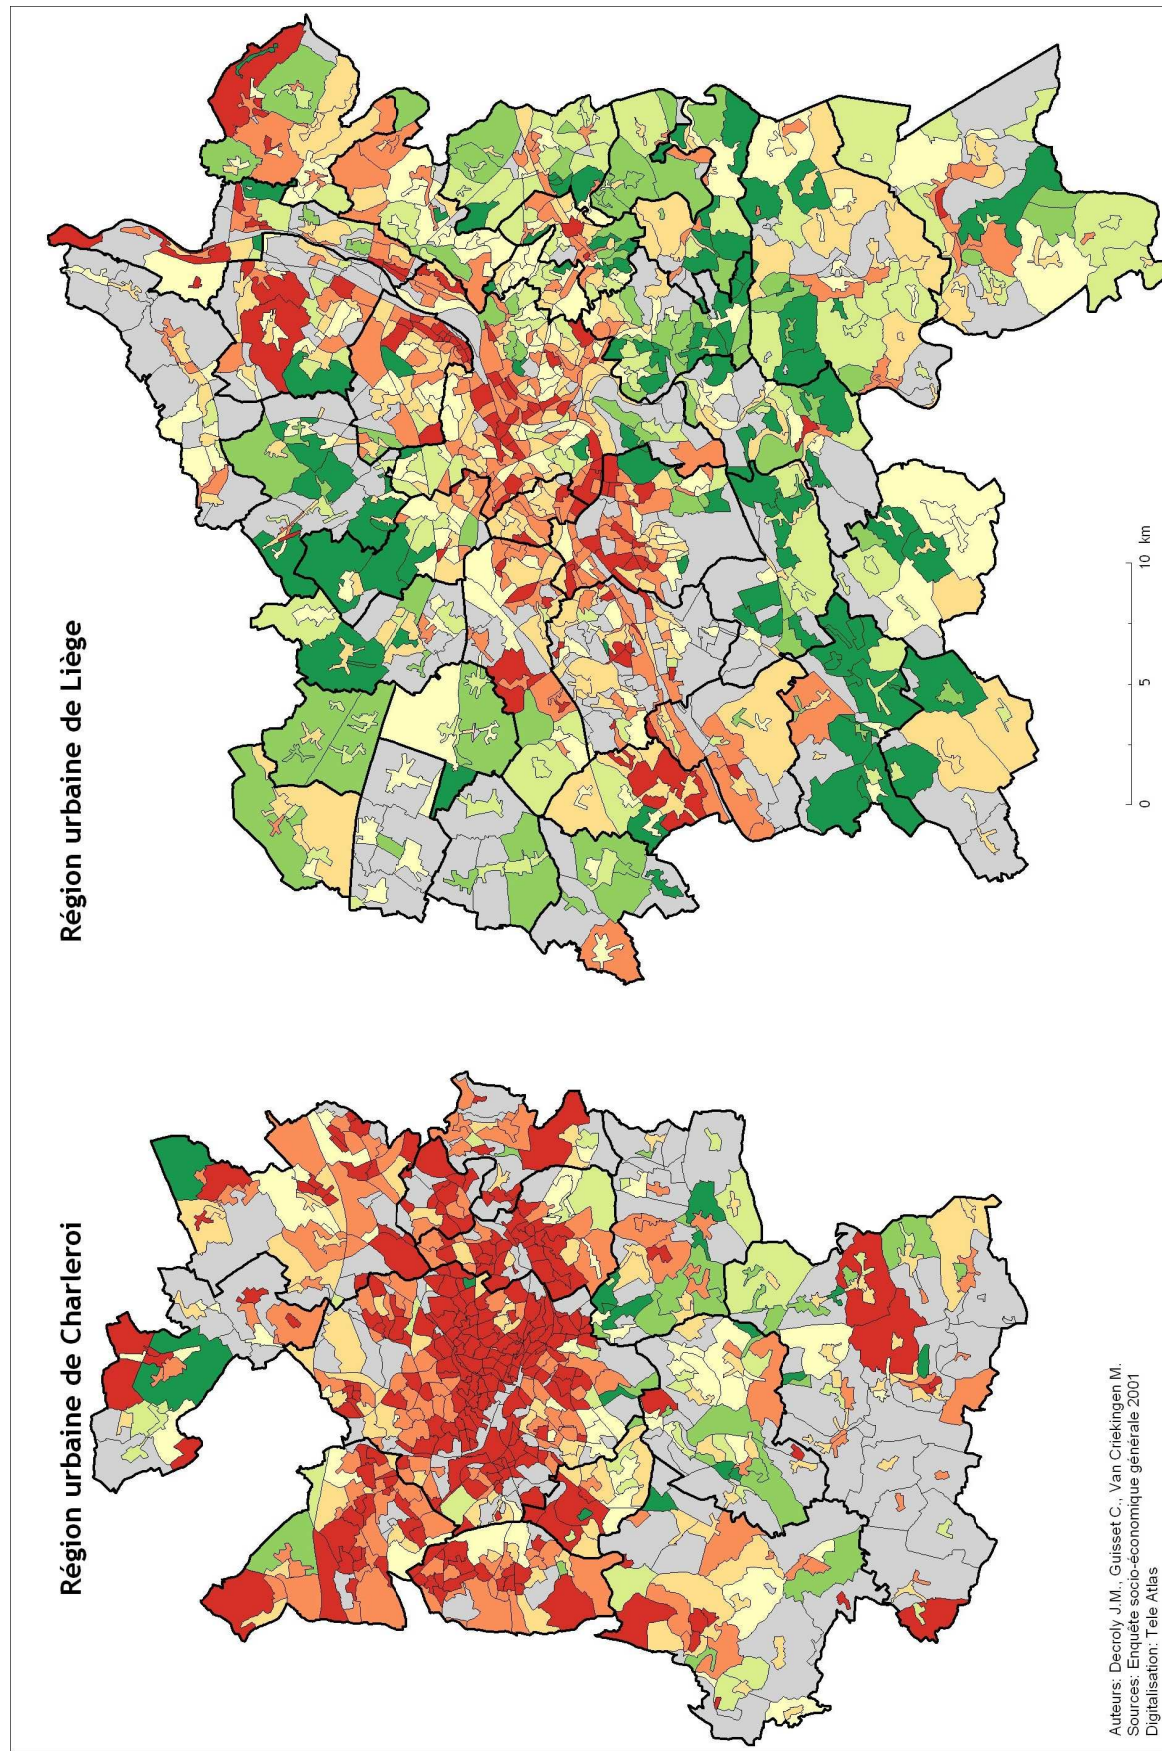 Région urbaine de Charleroi
Région urbaine de Liège
0 5 10 km
Auteurs: Decroly J.M., Guisset C., Van Criekingen M.
Sources: Enquête socio-économique générale 2001
Digitalisation: Tele Atlas